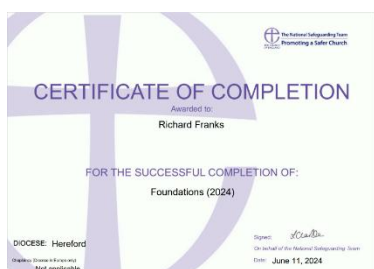 The National Safeguarding Team
Promoting a Safer Church
CERTIFICATE OF COMPLETION
Awarded to:
Richard Franks
FOR THE SUCCESSFUL COMPLETION OF:
Foundations (2024)
DIOCESE: Hereford
Signed:
On behalf of the National Safeguarding Team
Date: June 11, 2024
Not applicable